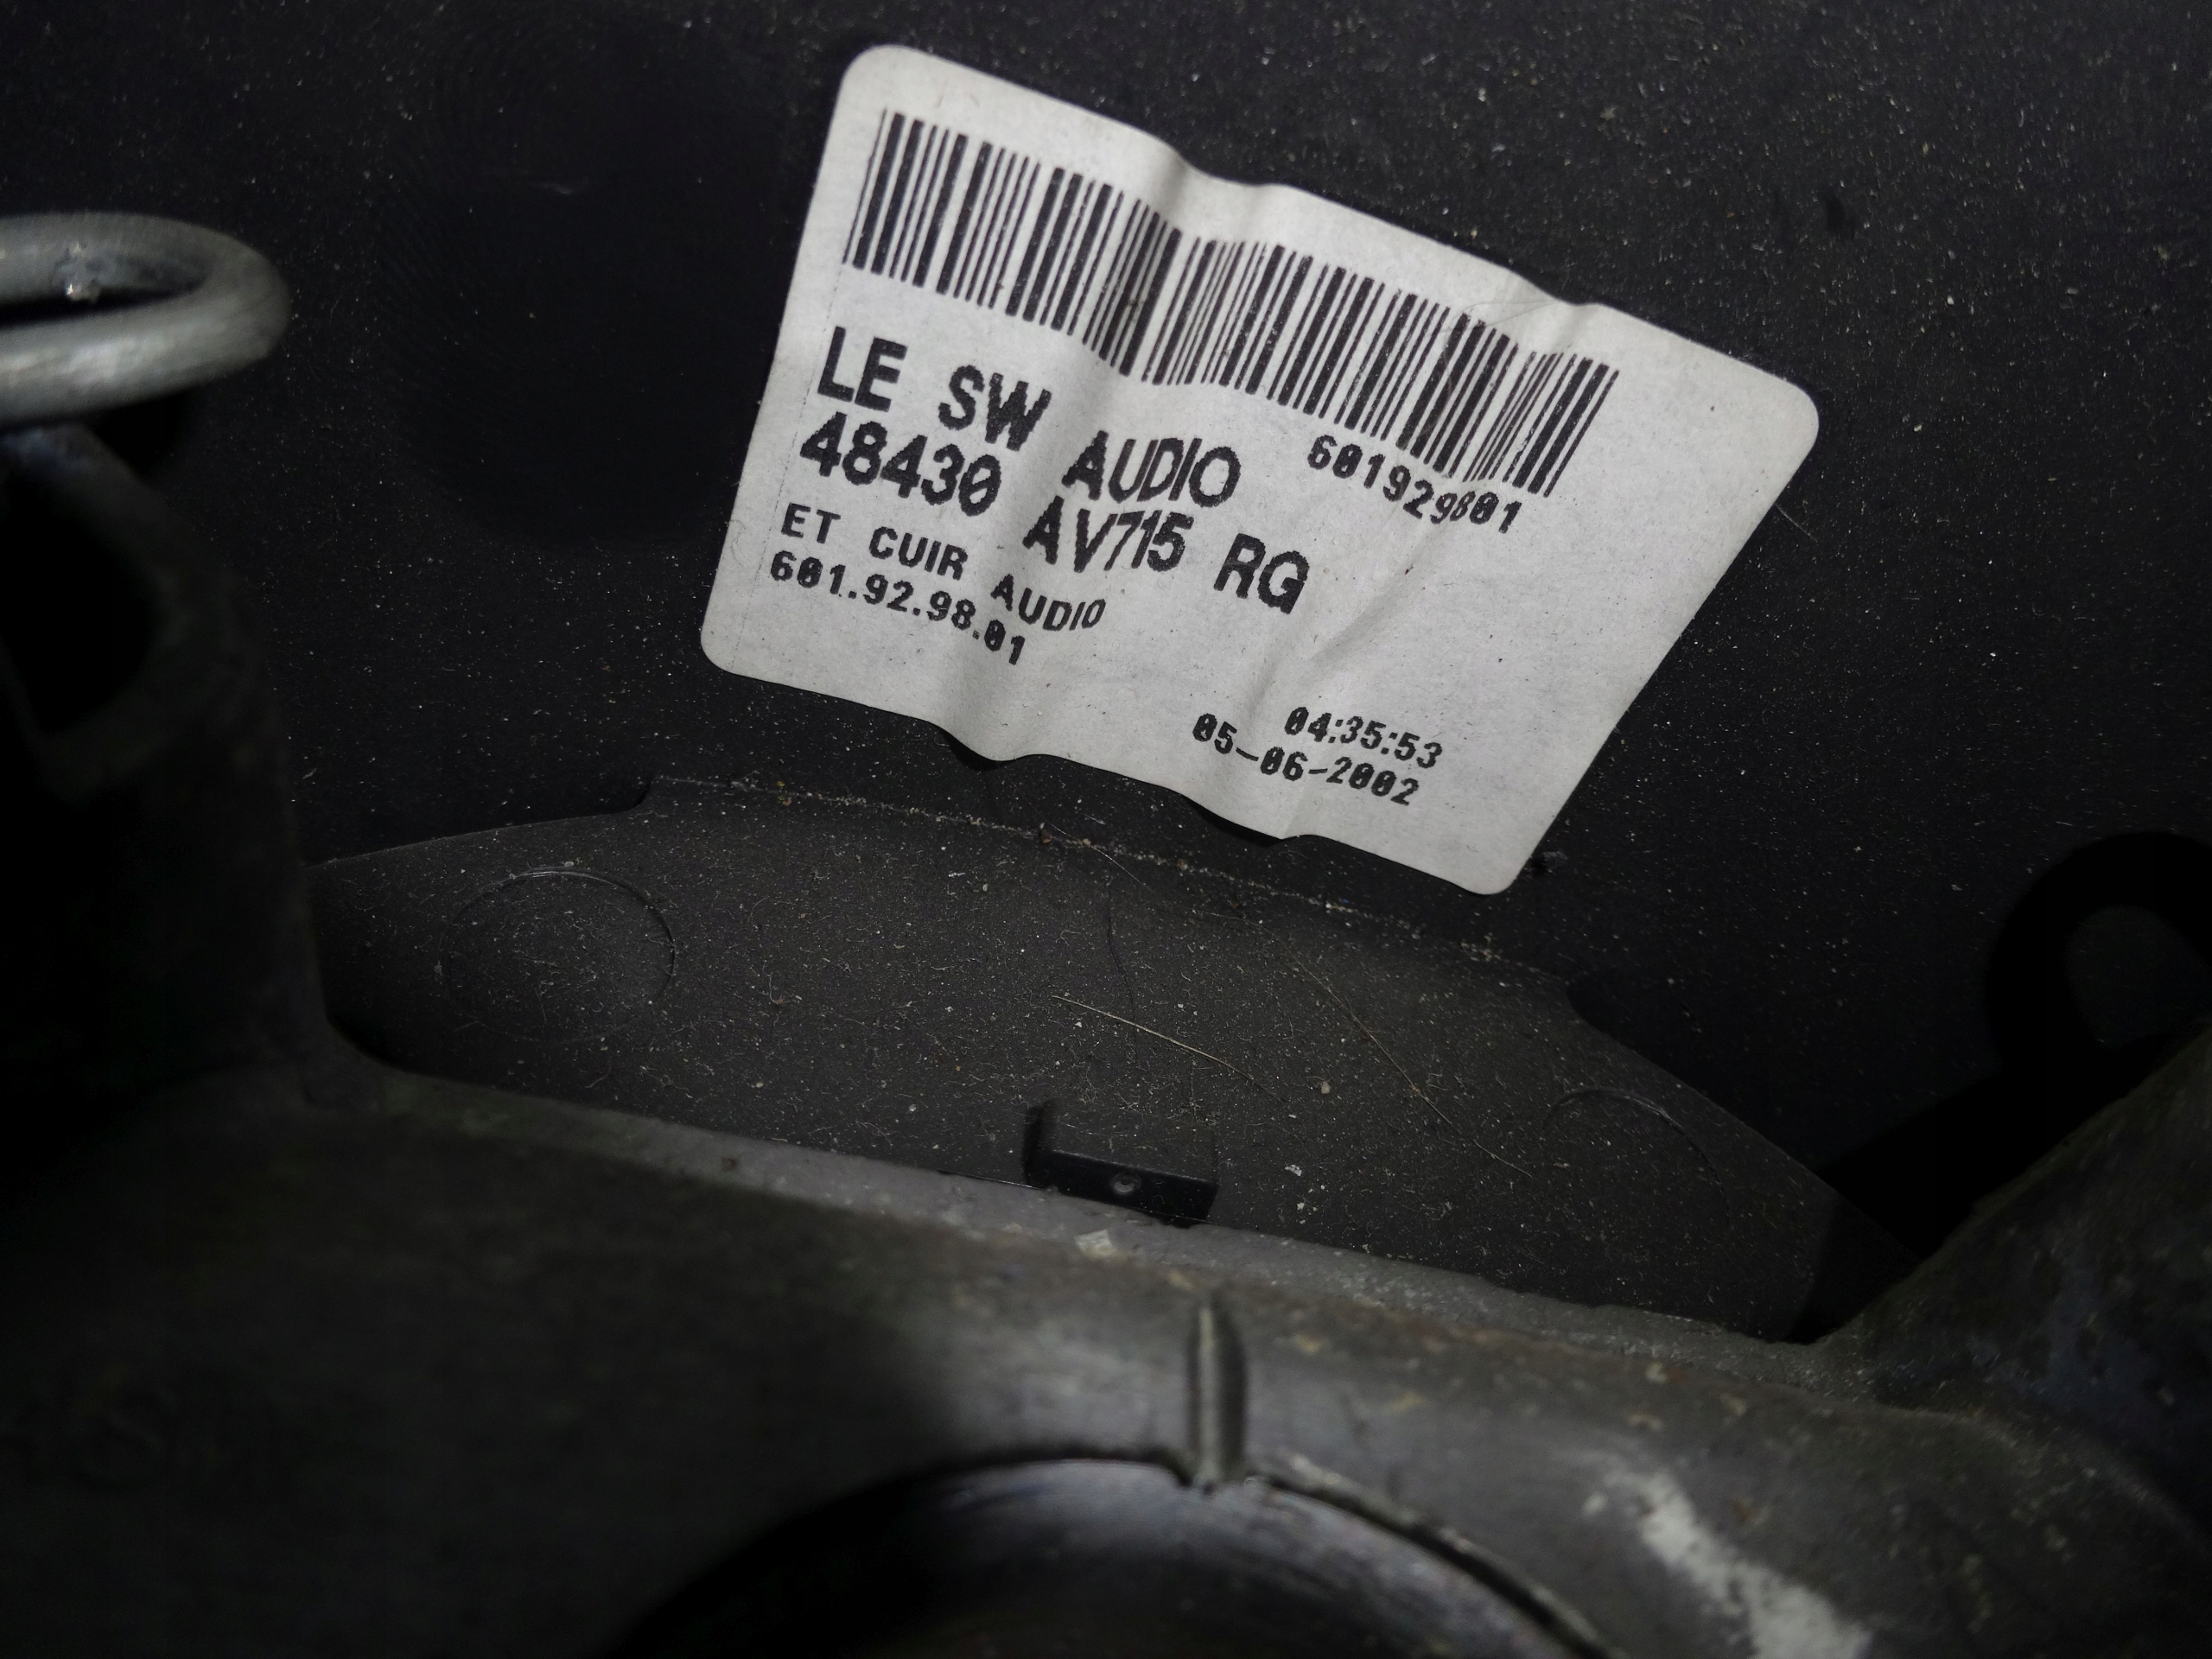 601929801
LE SW AUDIO
48430 AV715 RG
ET CUIR AUDIO
601.92.98.01
04:35:53
05-06-2002